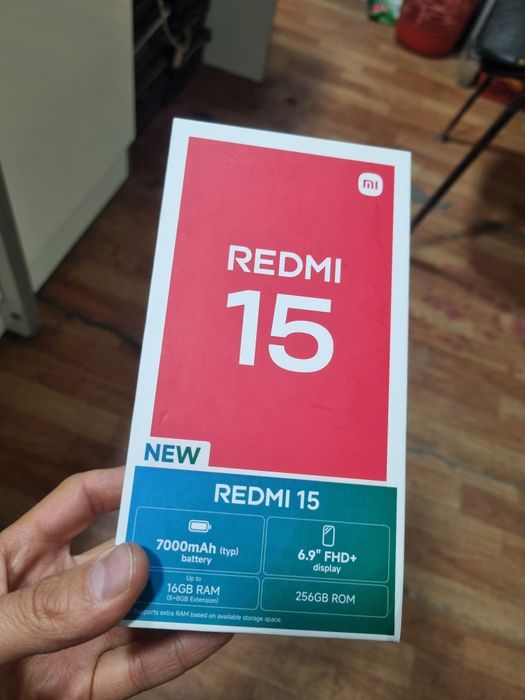 mi
REDMI
15
NEW
REDMI 15
7000mAh (typ)
battery
6.9" FHD+
display
Up to
16GB RAM
(8+8GB Extension)
256GB ROM
Supports extra RAM based on available storage space.